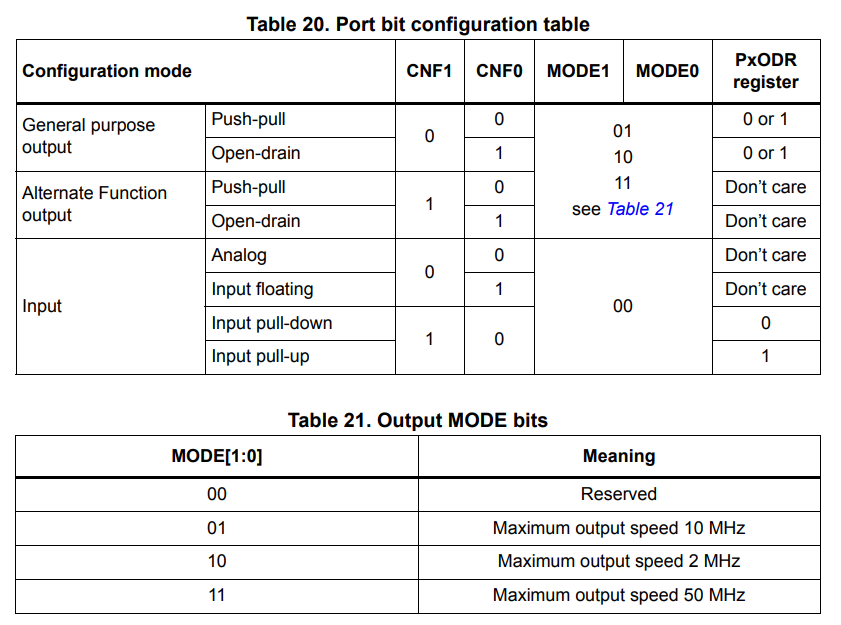 Table 20. Port bit configuration table
Configuration mode CNF1 CNF0 MODE1 MODE0 PxODR register
General purpose output Push-pull 0 0 01 10 11 see Table 21 0 or 1
Open-drain 1 0 or 1
Alternate Function output Push-pull 1 0 Don't care
Open-drain 1 Don't care
Input Analog 0 0 00 Don't care
Input floating 1 Don't care
Input pull-down 1 0 0
Input pull-up 1
Table 21. Output MODE bits
MODE[1:0] Meaning
00 Reserved
01 Maximum output speed 10 MHz
10 Maximum output speed 2 MHz
11 Maximum output speed 50 MHz